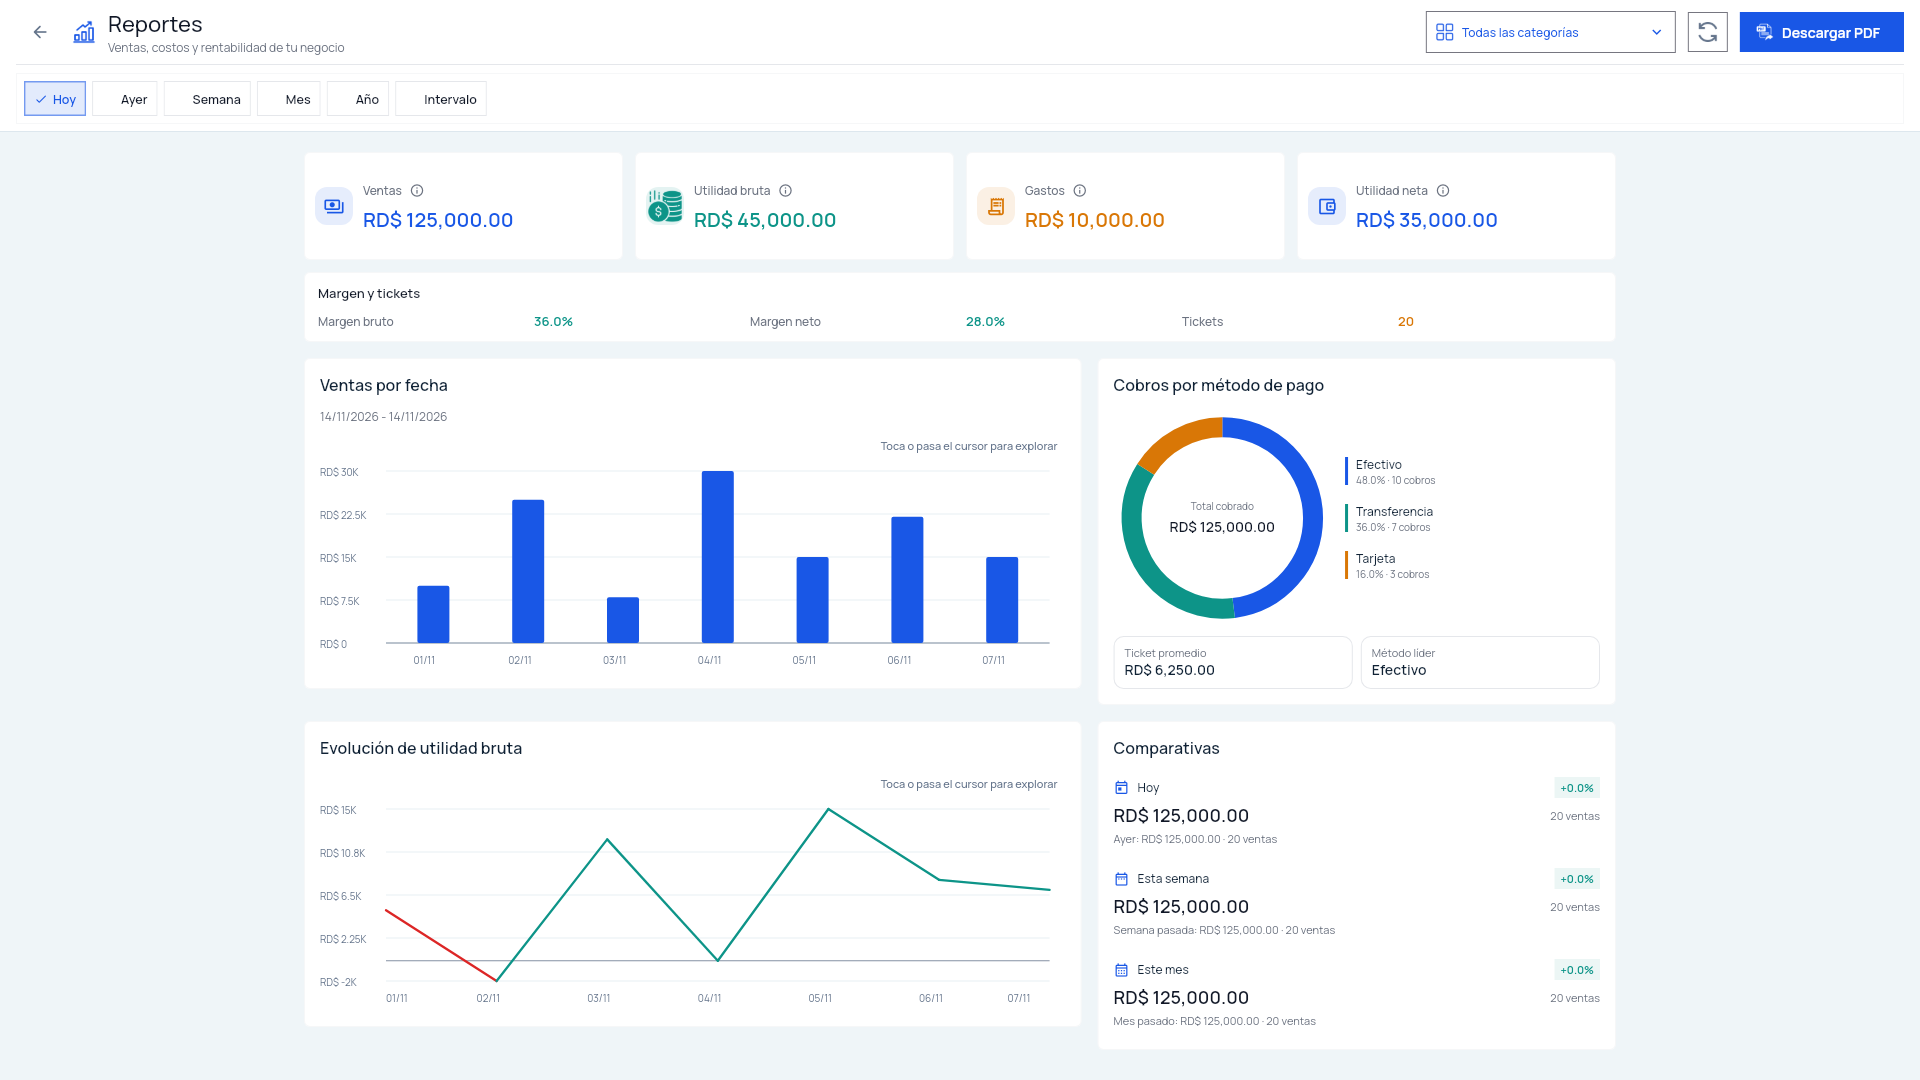 Reportes
Ventas, costos y rentabilidad de tu negocio
Todas las categorías
Descargar PDF
Hoy
Ayer
Semana
Mes
Año
Intervalo
Ventas
RD$ 125,000.00
Utilidad bruta
RD$ 45,000.00
Gastos
RD$ 10,000.00
Utilidad neta
RD$ 35,000.00
Margen y tickets
Margen bruto 36.0% Margen neto 28.0% Tickets 20
Ventas por fecha
14/11/2026 - 14/11/2026
Toca o pasa el cursor para explorar
RD$ 30K
RD$ 22.5K
RD$ 15K
RD$ 7.5K
RD$ 0
01/11 02/11 03/11 04/11 05/11 06/11 07/11
Cobros por método de pago
Total cobrado
RD$ 125,000.00
Efectivo
48.0% · 10 cobros
Transferencia
36.0% · 7 cobros
Tarjeta
16.0% · 3 cobros
Ticket promedio
RD$ 6,250.00
Método líder
Efectivo
Evolución de utilidad bruta
Toca o pasa el cursor para explorar
RD$ 15K
RD$ 10.8K
RD$ 6.5K
RD$ 2.25K
RD$ -2K
01/11 02/11 03/11 04/11 05/11 06/11 07/11
Comparativas
Hoy +0.0%
RD$ 125,000.00 20 ventas
Ayer: RD$ 125,000.00 · 20 ventas
Esta semana +0.0%
RD$ 125,000.00 20 ventas
Semana pasada: RD$ 125,000.00 · 20 ventas
Este mes +0.0%
RD$ 125,000.00 20 ventas
Mes pasado: RD$ 125,000.00 · 20 ventas